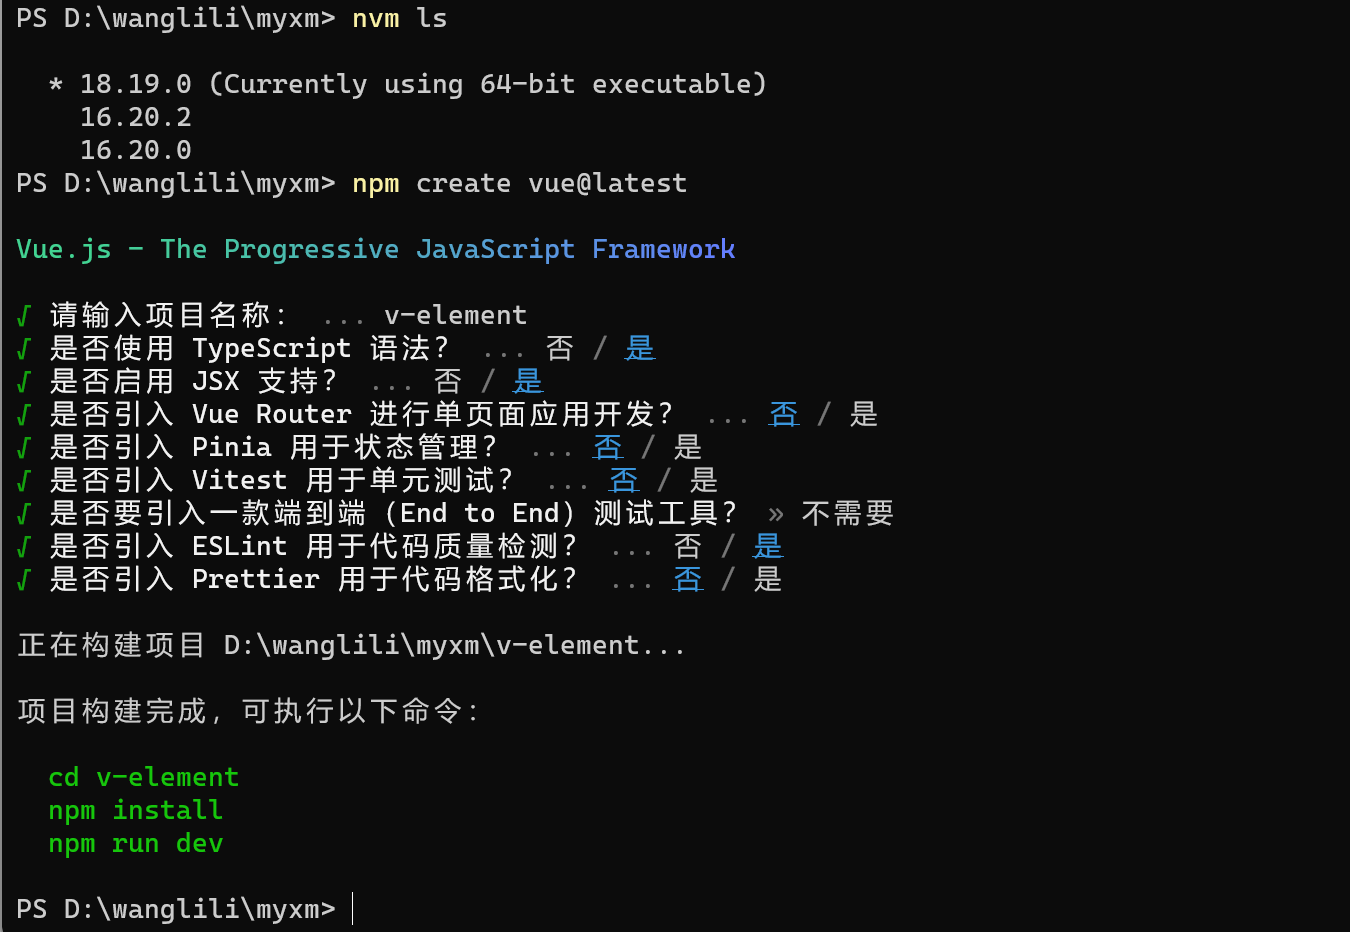 PS D:\wanglili\myxm> nvm ls
* 18.19.0 (Currently using 64-bit executable)
16.20.2
16.20.0
PS D:\wanglili\myxm> npm create vue@latest
Vue.js - The Progressive JavaScript Framework
√ 请输入项目名称： ... v-element
√ 是否使用 TypeScript 语法？ ... 否 / 是
√ 是否启用 JSX 支持？ ... 否 / 是
√ 是否引入 Vue Router 进行单页面应用开发？ ... 否 / 是
√ 是否引入 Pinia 用于状态管理？ ... 否 / 是
√ 是否引入 Vitest 用于单元测试？ ... 否 / 是
√ 是否要引入一款端到端（End to End）测试工具？ » 不需要
√ 是否引入 ESLint 用于代码质量检测？ ... 否 / 是
√ 是否引入 Prettier 用于代码格式化？ ... 否 / 是
正在构建项目 D:\wanglili\myxm\v-element...
项目构建完成，可执行以下命令：
cd v-element
npm install
npm run dev
PS D:\wanglili\myxm>